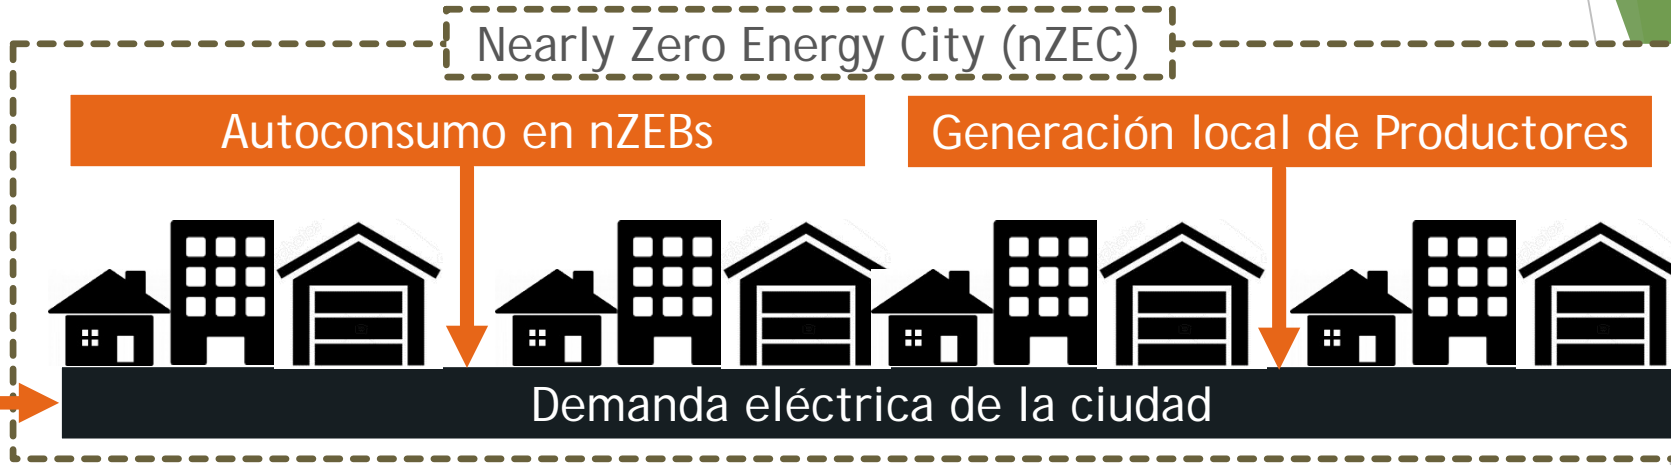 Nearly Zero Energy City (nZEC)
Autoconsumo en nZEBs
Generación local de Productores
Demanda eléctrica de la ciudad